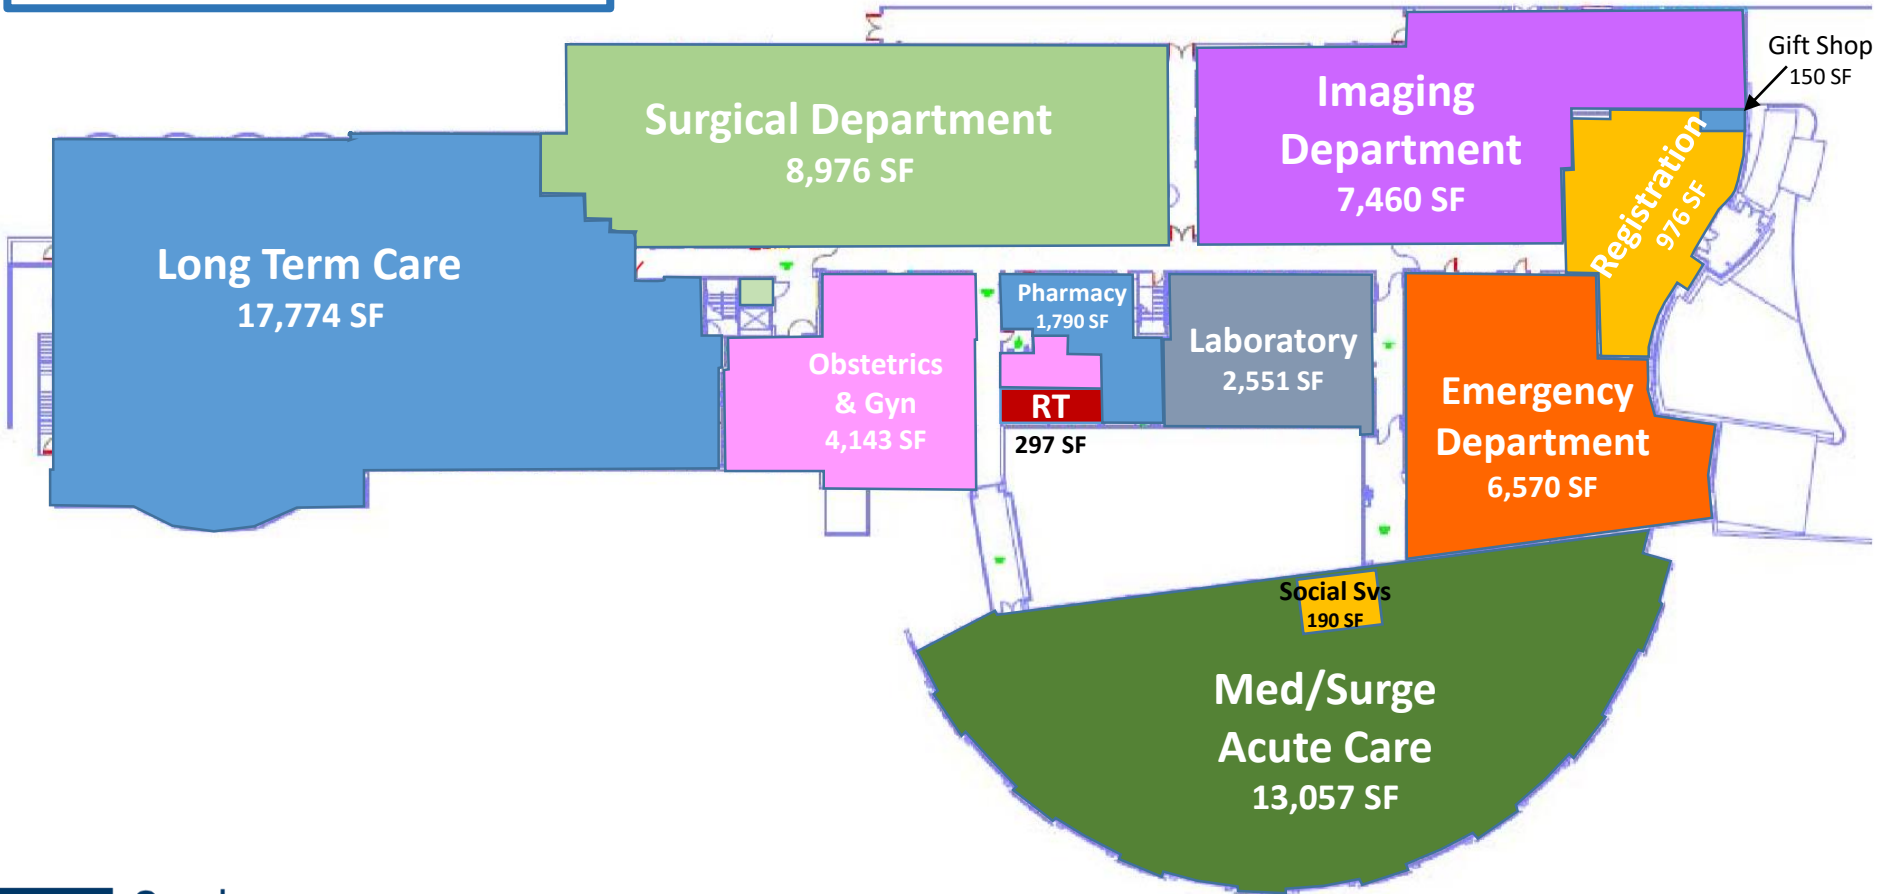 Gift Shop
150 SF
Imaging
Department
7,460 SF
Surgical Department
8,976 SF
Registration
976 SF
Long Term Care
17,774 SF
Pharmacy
1,790 SF
Laboratory
2,551 SF
Obstetrics
& Gyn
4,143 SF
RT
297 SF
Emergency
Department
6,570 SF
Social Svs
190 SF
Med/Surge
Acute Care
13,057 SF